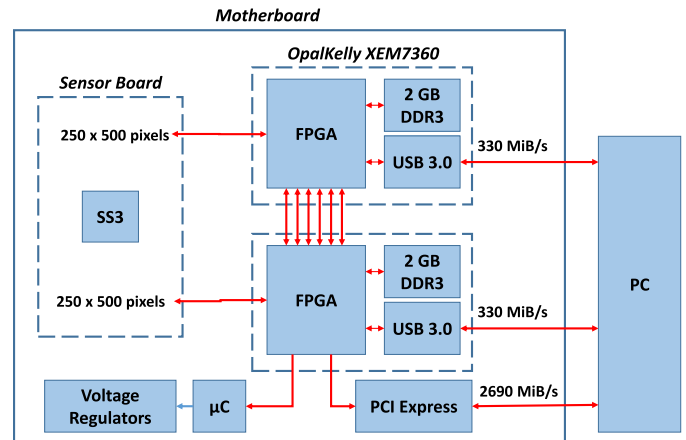 Motherboard
OpalKelly XEM7360
Sensor Board
250 x 500 pixels
FPGA
2 GB
DDR3
USB 3.0
330 MiB/s
SS3
250 x 500 pixels
FPGA
2 GB
DDR3
USB 3.0
330 MiB/s
PC
Voltage
Regulators
µC
PCI Express
2690 MiB/s